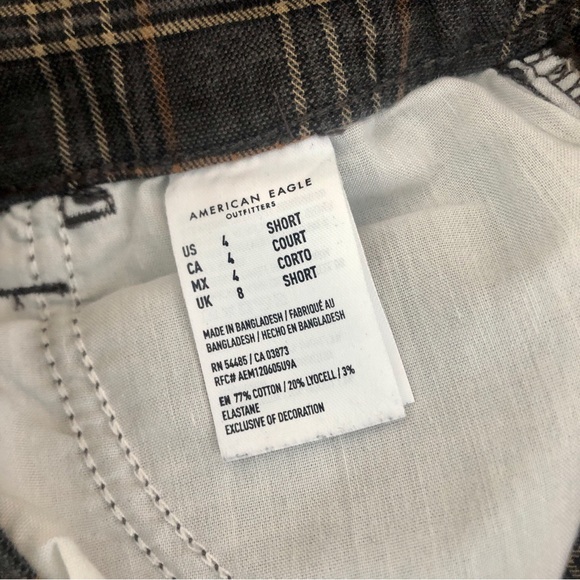 AMERICAN EAGLE
OUTFITTERS
US 4 SHORT
CA 4 COURT
MX 4 CORTO
UK 8 SHORT
MADE IN BANGLADESH / FABRIQUÉ AU
BANGLADESH / HECHO EN BANGLADESH
RN 54485 / CA 03873
RFC# AEM120605U9A
EN 77% COTTON / 20% LYOCELL / 3%
ELASTANE
EXCLUSIVE OF DECORATION